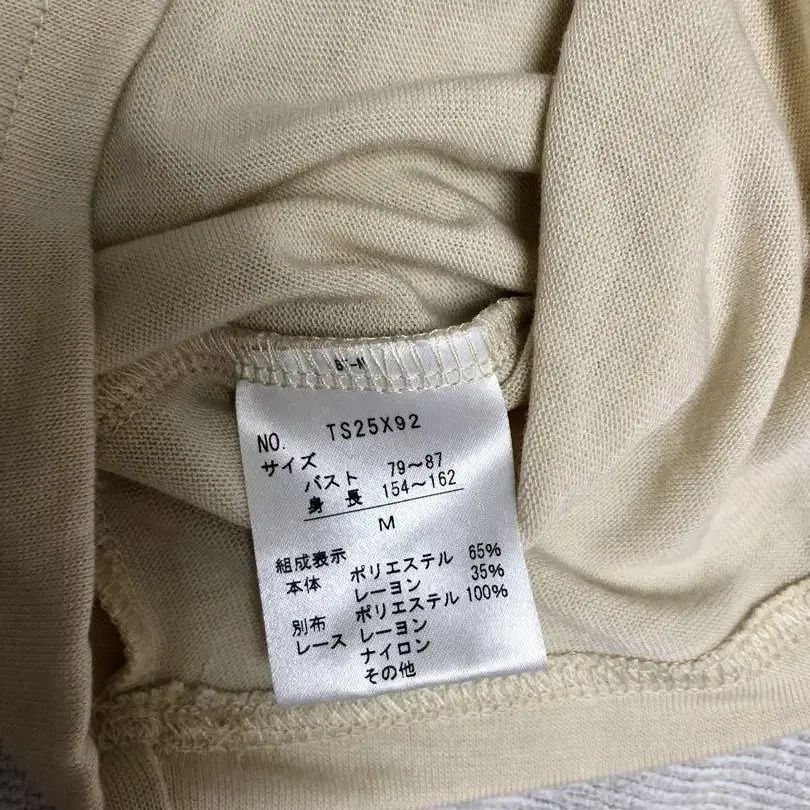 NO. TS25X92
サイズ
バスト 79～87
身長 154～162
M
組成表示
本体 ポリエステル 65%
レーヨン 35%
別布 ポリエステル 100%
レース レーヨン
ナイロン
その他